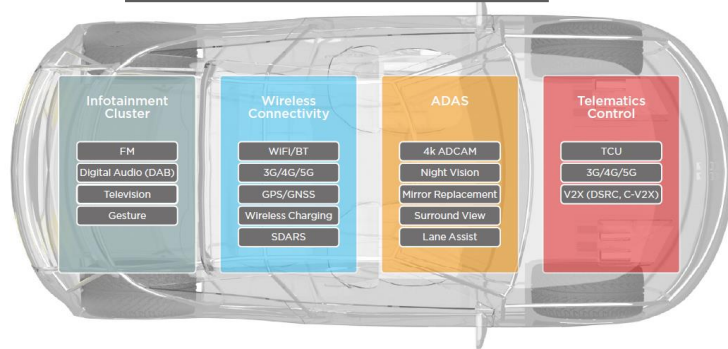 Infotainment
Cluster
FM
Digital Audio (DAB)
Television
Gesture
Wireless
Connectivity
WiFi/BT
3G/4G/5G
GPS/GNSS
Wireless Charging
SDARS
ADAS
4k ADCAM
Night Vision
Mirror Replacement
Surround View
Lane Assist
Telematics
Control
TCU
3G/4G/5G
V2X (DSRC, C-V2X)